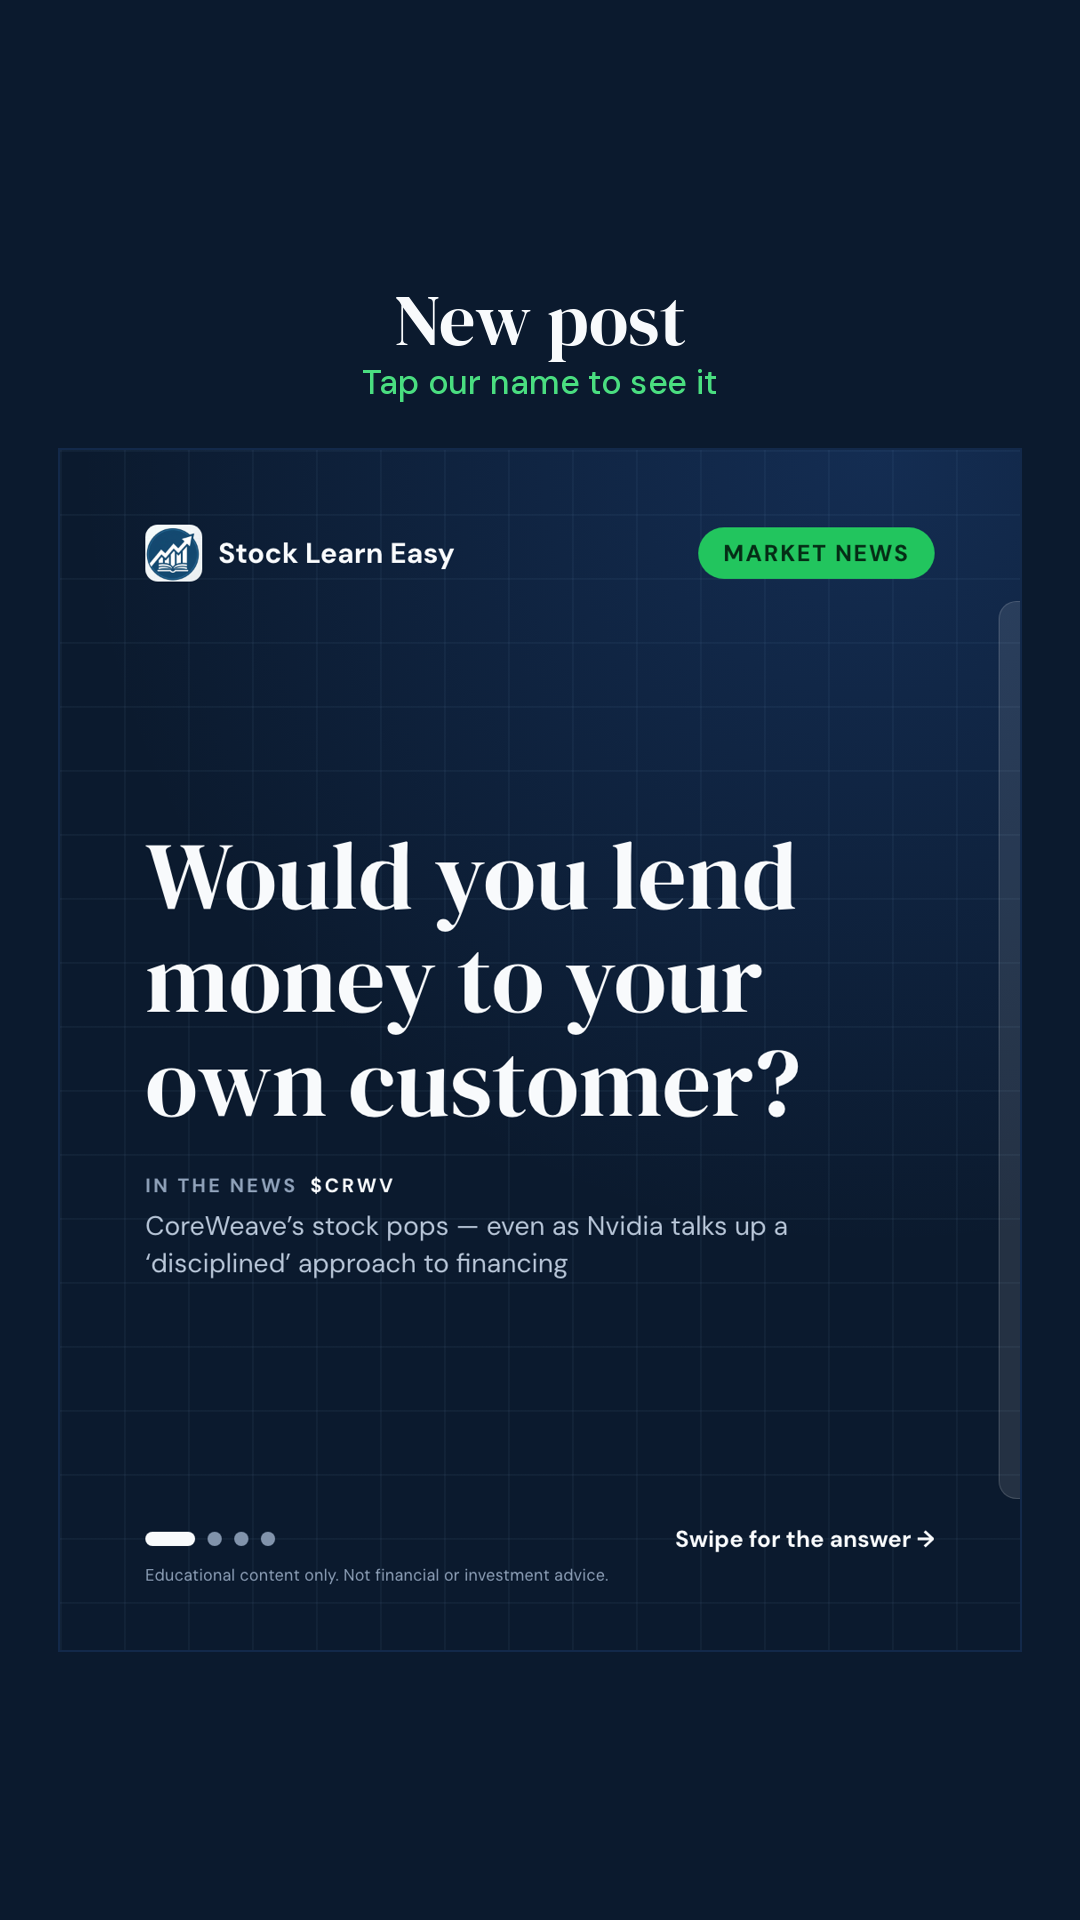 New post
Tap our name to see it
Stock Learn Easy
MARKET NEWS
Would you lend
money to your
own customer?
IN THE NEWS $CRWV
CoreWeave’s stock pops — even as Nvidia talks up a
‘disciplined’ approach to financing
Swipe for the answer →
Educational content only. Not financial or investment advice.